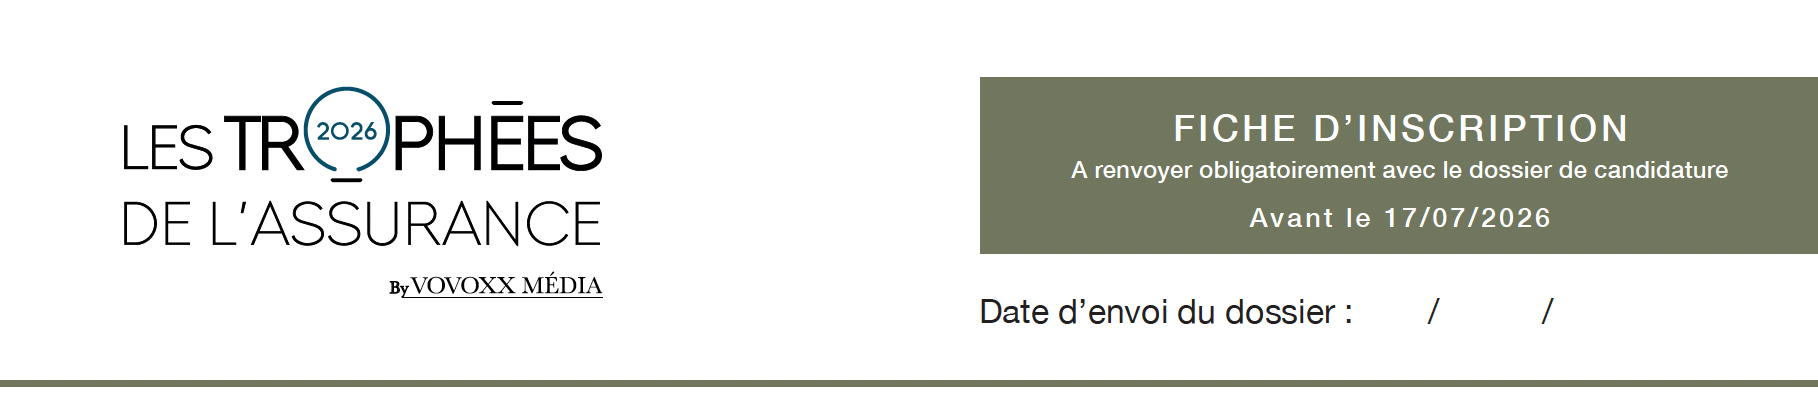 LES TROPHĒES
2026
DE L'ASSURANCE
By VOVOXX MÉDIA
FICHE D'INSCRIPTION
A renvoyer obligatoirement avec le dossier de candidature
Avant le 17/07/2026
Date d'envoi du dossier : / /